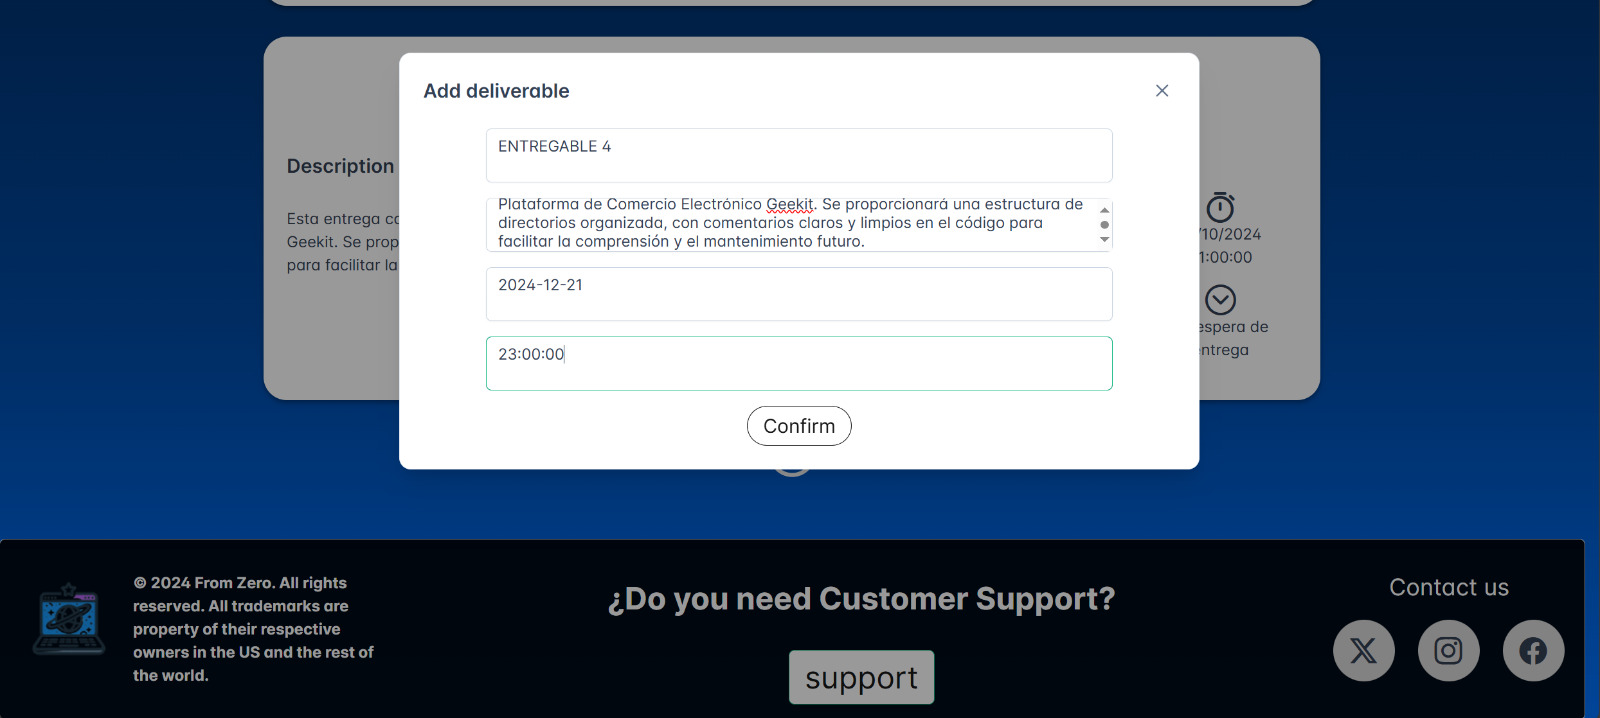 Add deliverable
ENTREGABLE 4
Plataforma de Comercio Electrónico Geekit. Se proporcionará una estructura de
directorios organizada, con comentarios claros y limpios en el código para
facilitar la comprensión y el mantenimiento futuro.
2024-12-21
23:00:00
Confirm
Description
Esta entrega
Geekit. Se
para facilitar la
/10/2024
1:00:00
espera de
© 2024 From Zero. All rights
reserved. All trademarks are
property of their respective
owners in the US and the rest of
the world.
¿Do you need Customer Support?
support
Contact us